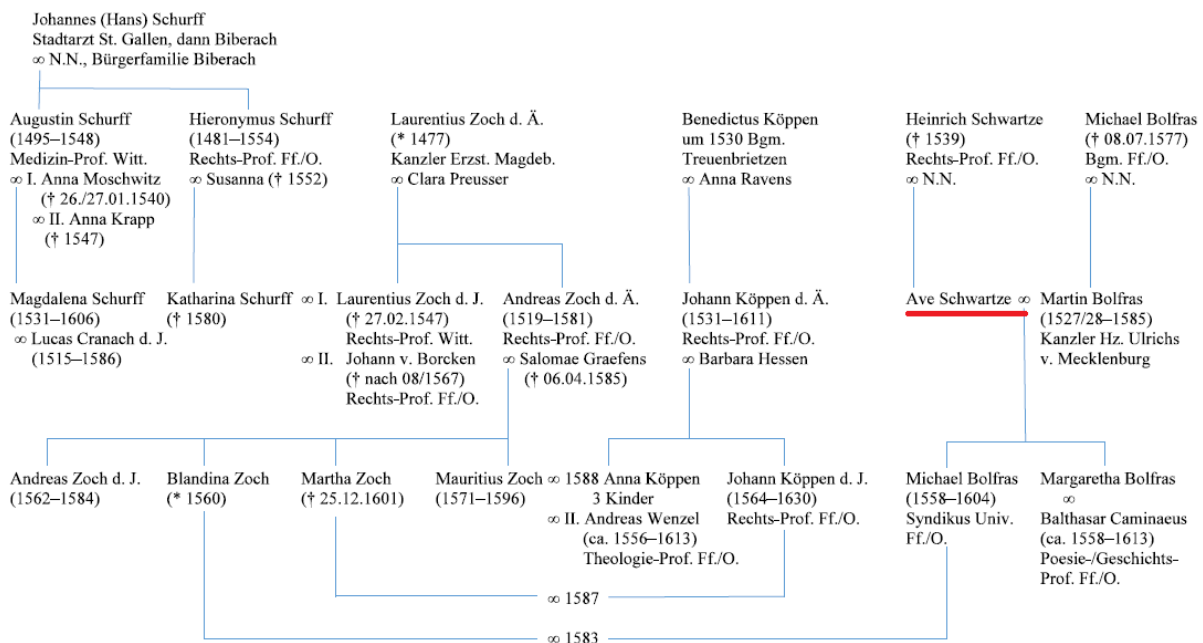 Johannes (Hans) Schurff
Stadtarzt St. Gallen, dann Biberach
∞ N.N., Bürgerfamilie Biberach
Augustin Schurff
(1495–1548)
Medizin-Prof. Witt.
∞ I. Anna Moschwitz
(† 26./27.01.1540)
∞ II. Anna Krapp
(† 1547)
Hieronymus Schurff
(1481–1554)
Rechts-Prof. Ff./O.
∞ Susanna († 1552)
Laurentius Zoch d. Ä.
(* 1477)
Kanzler Erzst. Magdeb.
∞ Clara Preusser
Benedictus Köppen
um 1530 Bgm.
Treuenbrietzen
∞ Anna Ravens
Heinrich Schwartze
(† 1539)
Rechts-Prof. Ff./O.
∞ N.N.
Michael Bolfras
(† 08.07.1577)
Bgm. Ff./O.
∞ N.N.
Magdalena Schurff
(1531-1606)
∞ Lucas Cranach d. J.
(1515–1586)
Katharina Schurff ∞ I.
(† 1580)
Laurentius Zoch d. J.
(† 27.02.1547)
Rechts-Prof. Witt.
∞ II. Johann v. Borcken
(† nach 08/1567)
Rechts-Prof. Ff./O.
Andreas Zoch d. Ä.
(1519–1581)
Rechts-Prof. Ff./O.
∞ Salomae Graefens
(† 06.04.1585)
Johann Köppen d. Ä.
(1531-1611)
Rechts-Prof. Ff./O.
∞ Barbara Hessen
Ave Schwartze ∞
Martin Bolfras
(1527/28–1585)
Kanzler Hz. Ulrichs
v. Mecklenburg
Andreas Zoch d. J.
(1562–1584)
Blandina Zoch
(* 1560)
Martha Zoch
(† 25.12.1601)
Mauritius Zoch ∞ 1588
(1571–1596)
Anna Köppen
3 Kinder
∞ II. Andreas Wenzel
(ca. 1556–1613)
Theologie-Prof. Ff./O.
Johann Köppen d. J.
(1564–1630)
Rechts-Prof. Ff./O.
Michael Bolfras
(1558–1604)
Syndikus Univ.
Ff./O.
Margaretha Bolfras
∞
Balthasar Caminaeus
(ca. 1558-1613)
Poesie-/Geschichts-
Prof. Ff./O.
∞ 1587
∞ 1583